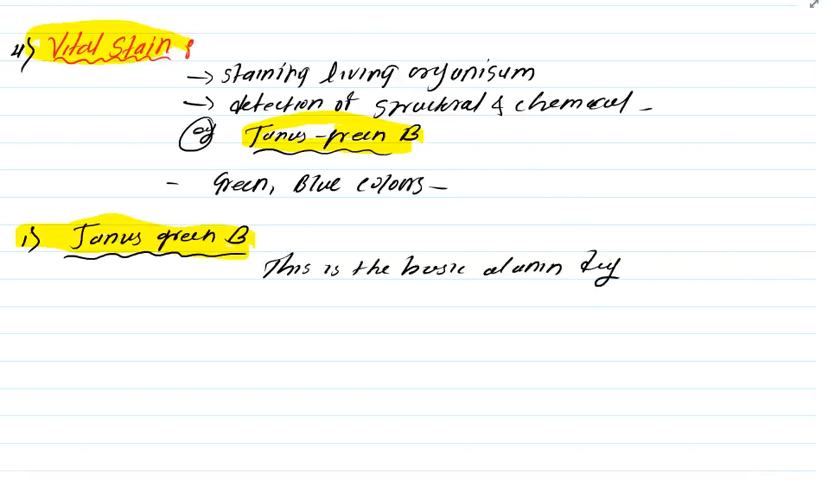 4) Vital Stain :
→ staining living oryonisum
→ detection of structural & chemical -
eg Janus-green B
- Green, Blue colors -
1) Janus green B
This is the basic